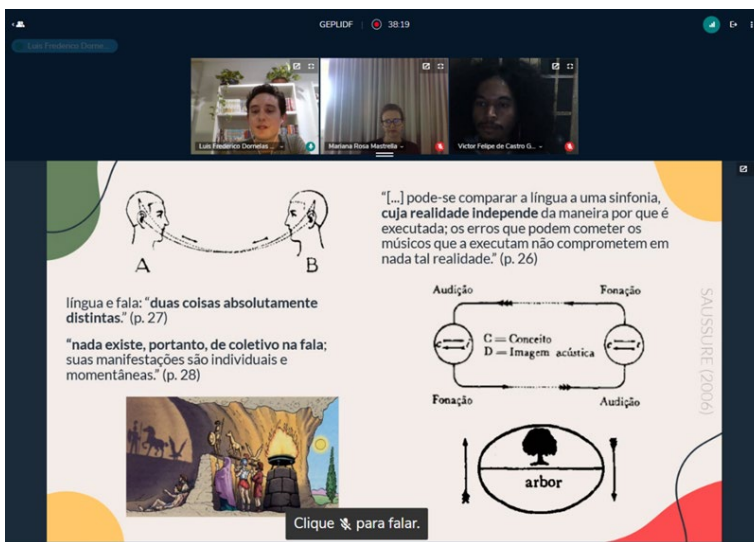 GEPLIDF
38:19
Luis Frederico Dorne...
Luis Frederico Dornelas ...
Mariana Rosa Mastrella
Victor Felipe de Castro G...
A
B
língua e fala: “duas coisas absolutamente
distintas.” (p. 27)
“nada existe, portanto, de coletivo na fala;
suas manifestações são individuais e
momentâneas.” (p. 28)
“[...] pode-se comparar a língua a uma sinfonia,
cuja realidade independe da maneira por que é
executada; os erros que podem cometer os
músicos que a executam não comprometem em
nada tal realidade.” (p. 26)
Audição
Fonação
C = Conceito
D = Imagem acústica
Fonação
Audição
arbor
SAUSSURE (2006)
Clique para falar.